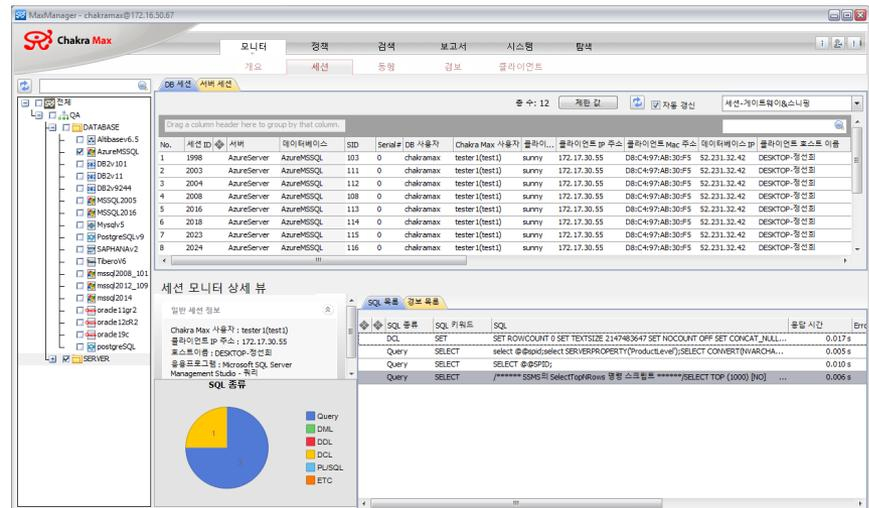 MaxManager - chakramax@172.16.50.67
Chakra Max
모니터 정책 검색 보고서 시스템 탐색
개요 세션 동향 경보 클라이언트
DB 세션 서버 세션
총 수: 12 제한 값 자동 갱신 세션-게이트웨이&스니핑
Drag a column header here to group by that column.
No. 세션 ID 서버 데이터베이스 SID Serial# DB 사용자 Chakra Max 사용자 클라이... 클라이언트 IP 주소 클라이언트 Mac 주소 데이터베이스 IP 클라이언트 호스트 이름
1 1998 AzureServer AzureMSSQL 103 0 chakramax tester1(test1) sunny 172.17.30.55 D8:C4:97:AB:30:F5 52.231.32.42 DESKTOP-정선희
2 2003 AzureServer AzureMSSQL 111 0 chakramax tester1(test1) sunny 172.17.30.55 D8:C4:97:AB:30:F5 52.231.32.42 DESKTOP-정선희
3 2004 AzureServer AzureMSSQL 112 0 chakramax tester1(test1) sunny 172.17.30.55 D8:C4:97:AB:30:F5 52.231.32.42 DESKTOP-정선희
4 2008 AzureServer AzureMSSQL 108 0 chakramax tester1(test1) sunny 172.17.30.55 D8:C4:97:AB:30:F5 52.231.32.42 DESKTOP-정선희
5 2016 AzureServer AzureMSSQL 113 0 chakramax tester1(test1) sunny 172.17.30.55 D8:C4:97:AB:30:F5 52.231.32.42 DESKTOP-정선희
6 2018 AzureServer AzureMSSQL 114 0 chakramax tester1(test1) sunny 172.17.30.55 D8:C4:97:AB:30:F5 52.231.32.42 DESKTOP-정선희
7 2023 AzureServer AzureMSSQL 115 0 chakramax tester1(test1) sunny 172.17.30.55 D8:C4:97:AB:30:F5 52.231.32.42 DESKTOP-정선희
8 2024 AzureServer AzureMSSQL 116 0 chakramax tester1(test1) sunny 172.17.30.55 D8:C4:97:AB:30:F5 52.231.32.42 DESKTOP-정선희
전체
QA
DATABASE
Altibasev6.5
AzureMSSQL
DB2v101
DB2v11
DB2v9244
MSSQL2005
MSSQL2016
Mysqlv5
PostgreSQLv9
SAPHANAv2
TiberoV6
mssql2008_101
mssql2012_109
mssql2014
oracle11gr2
oracle12cR2
oracle19c
postgreSQL
SERVER
세션 모니터 상세 뷰
일반 세션 정보
Chakra Max 사용자 : tester1(test1)
클라이언트 IP 주소 : 172.17.30.55
호스트이름 : DESKTOP-정선희
응용프로그램 : Microsoft SQL Server
Management Studio - 쿼리
SQL 종류
1
3
Query
DML
DDL
DCL
PL/SQL
ETC
SQL 목록 경보 목록
SQL 종류 SQL 키워드 SQL 응답 시간 Erro
DCL SET SET ROWCOUNT 0 SET TEXTSIZE 2147483647 SET NOCOUNT OFF SET CONCAT_NULL... 0.017 s
Query SELECT select @@spid;select SERVERPROPERTY('ProductLevel');SELECT CONVERT(NVARCHA... 0.005 s
Query SELECT SELECT @@SPID; 0.010 s
Query SELECT /****** SSMS의 SelectTopNRows 명령 스크립트 ******/SELECT TOP (1000) [NO] ... 0.006 s